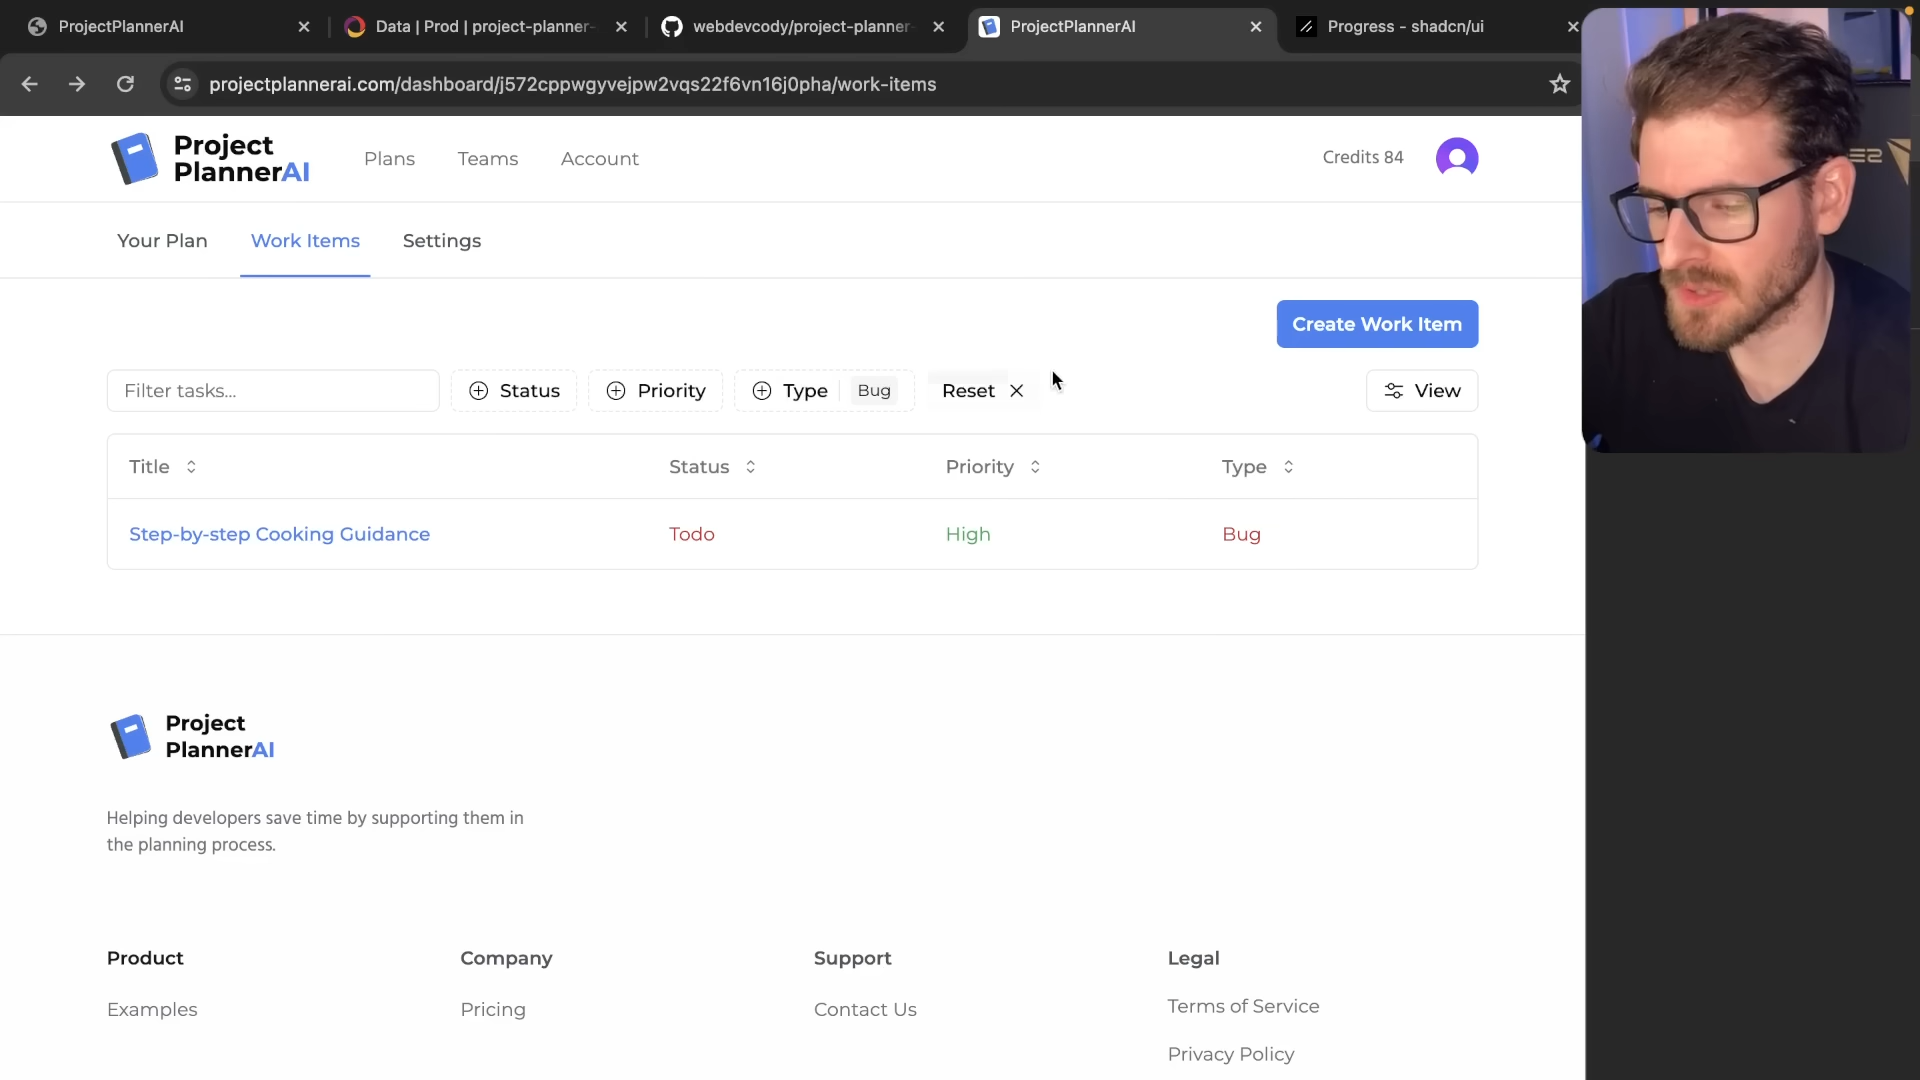 ProjectPlannerAI
Data | Prod | project-planner-
webdevcody/project-planner-
ProjectPlannerAI
Progress - shadcn/ui
projectplannerai.com/dashboard/j572cppwgyvejpw2vqs22f6vn16j0pha/work-items
Project
PlannerAI
Plans
Teams
Account
Credits 84
Your Plan
Work Items
Settings
Create Work Item
Filter tasks...
Status
Priority
Type
Bug
Reset
View
Title
Status
Priority
Type
Step-by-step Cooking Guidance
Todo
High
Bug
Project
PlannerAI
Helping developers save time by supporting them in
the planning process.
Product
Company
Support
Legal
Examples
Pricing
Contact Us
Terms of Service
Privacy Policy